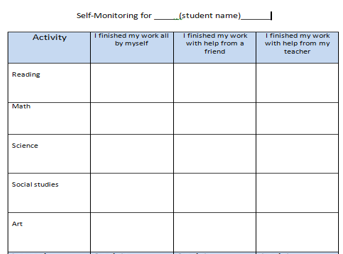 Self-Monitoring for ______(student name)_______
Activity
I finished my work all
by myself
I finished my work
with help from a
friend
I finished my work
with help from my
teacher
Reading
Math
Science
Social studies
Art